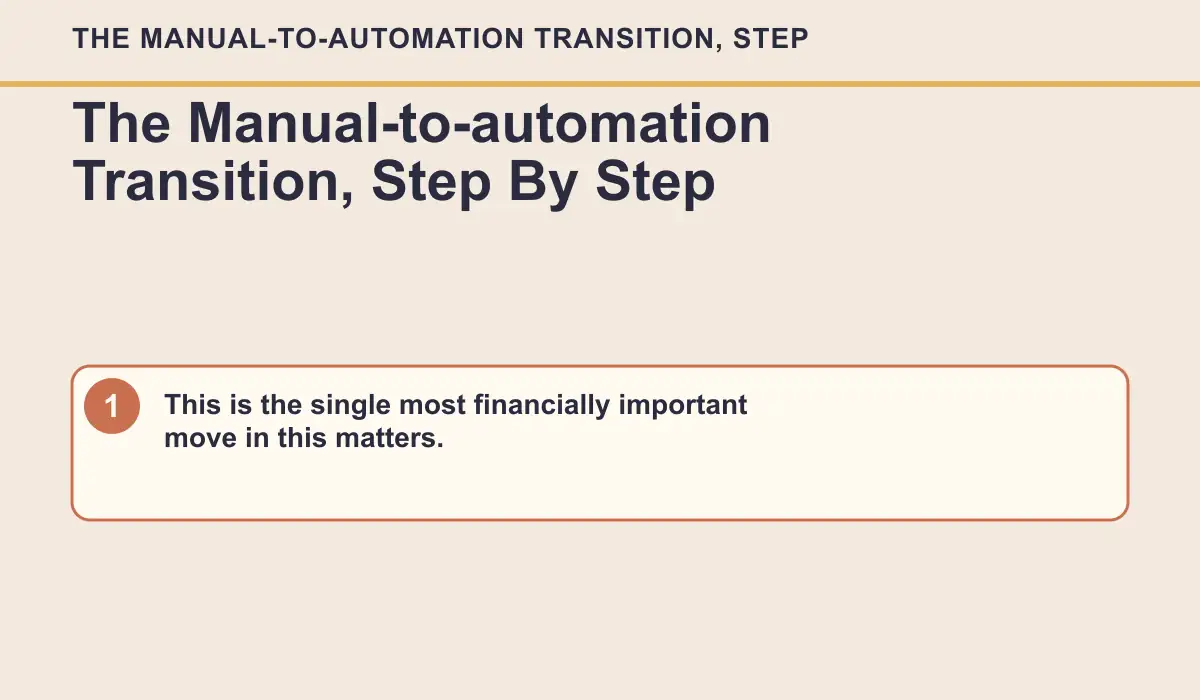 THE MANUAL-TO-AUTOMATION TRANSITION, STEP
The Manual-to-automation
Transition, Step By Step
1
This is the single most financially important
move in this matters.